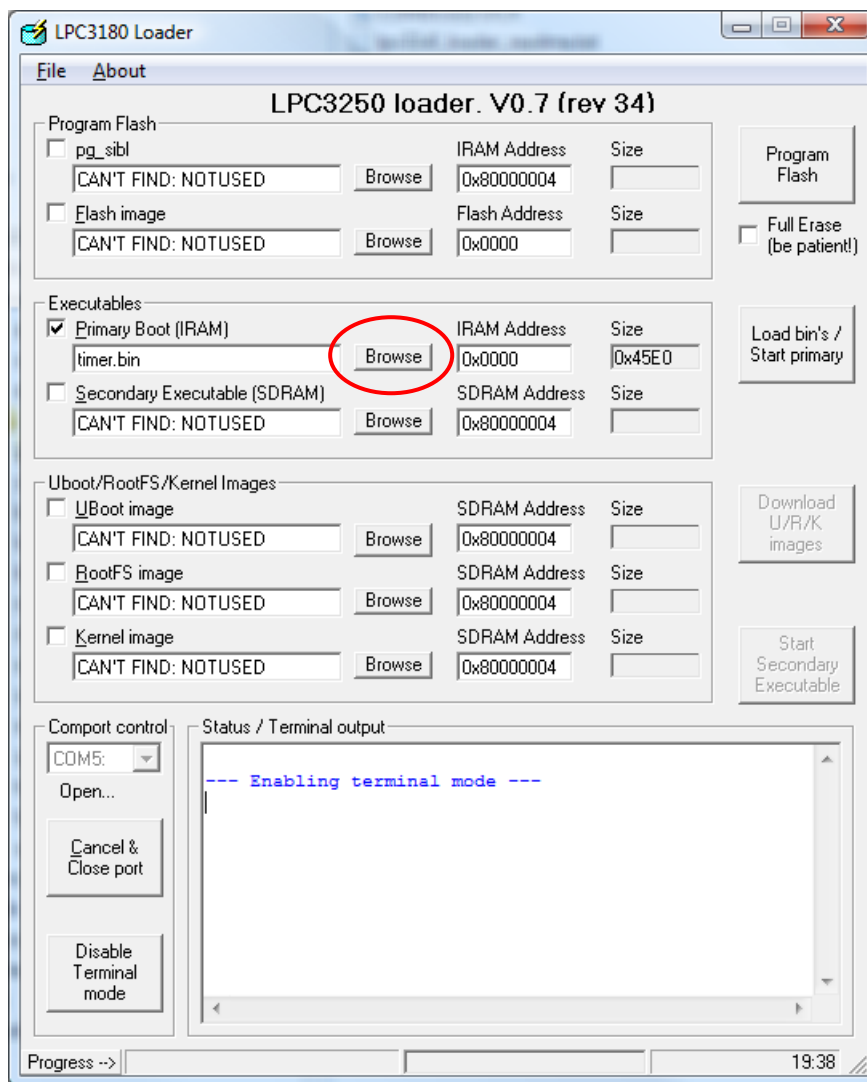 LPC3180 Loader
File About
LPC3250 loader. V0.7 (rev 34)
Program Flash
pg_sibl IRAM Address Size
CAN'T FIND: NOTUSED Browse 0x80000004
Program
Flash
Flash image Flash Address Size
CAN'T FIND: NOTUSED Browse 0x0000
Full Erase
(be patient!)
Executables
Primary Boot (IRAM) IRAM Address Size
timer.bin Browse 0x0000 0x45E0
Load bin's /
Start primary
Secondary Executable (SDRAM) SDRAM Address Size
CAN'T FIND: NOTUSED Browse 0x80000004
Uboot/RootFS/Kernel Images
UBoot image SDRAM Address Size
CAN'T FIND: NOTUSED Browse 0x80000004
Download
U/R/K
images
RootFS image SDRAM Address Size
CAN'T FIND: NOTUSED Browse 0x80000004
Kernel image SDRAM Address Size
CAN'T FIND: NOTUSED Browse 0x80000004
Start
Secondary
Executable
Comport control
COM5:
Open...
Cancel &
Close port
Disable
Terminal
mode
Status / Terminal output
--- Enabling terminal mode ---
Progress --> 19:38